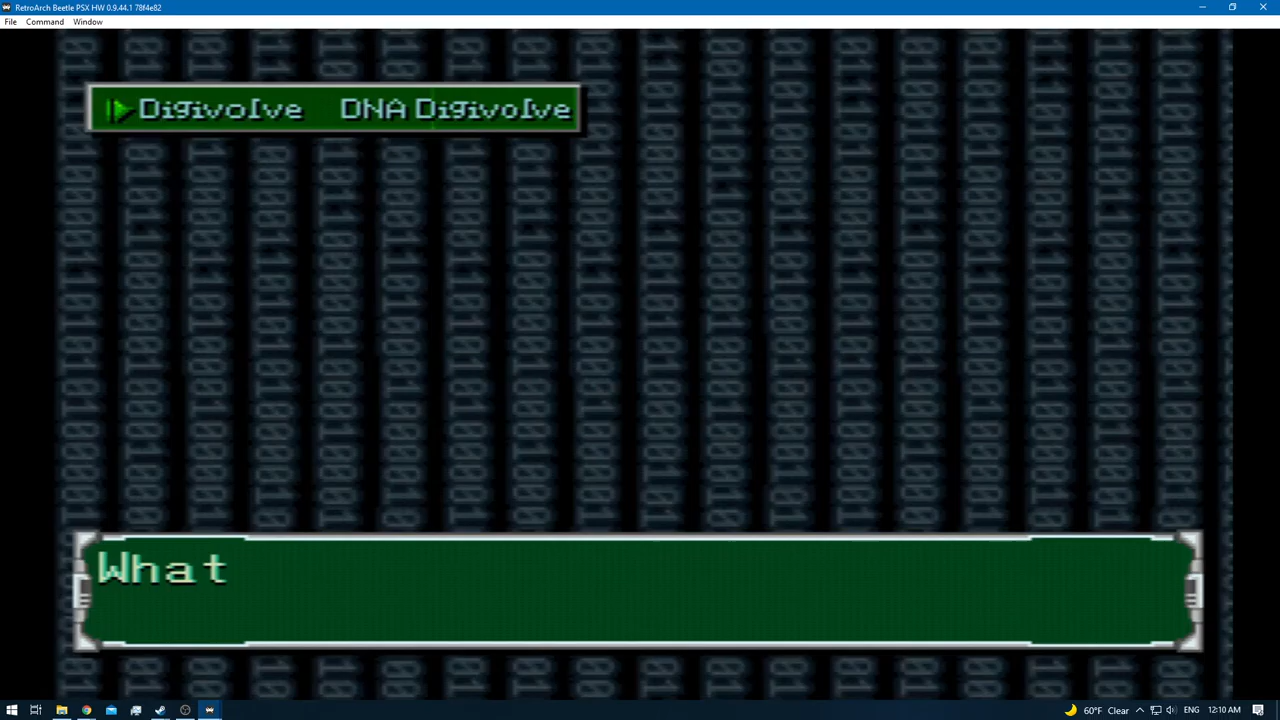 RetroArch Beetle PSX HW 0.9.44.1 78f4e82
File Command Window
Digivolve DNA Digivolve
What
60°F Clear 12:10 AM